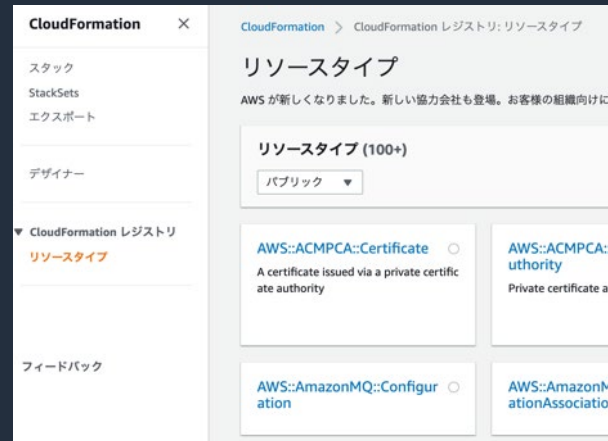 CloudFormation ×
スタック
StackSets
エクスポート
デザイナー
▼ CloudFormation レジストリ
リソースタイプ
フィードバック
CloudFormation > CloudFormation レジストリ: リソースタイプ
リソースタイプ
AWS が新しくなりました。新しい協力会社も登場。お客様の組織向けに
リソースタイプ (100+)
パブリック ▼
AWS::ACMPCA::Certificate
A certificate issued via a private certific
ate authority
AWS::ACMPCA::
uthority
Private certificate a
AWS::AmazonMQ::Configur
ation
AWS::AmazonM
ationAssociatio